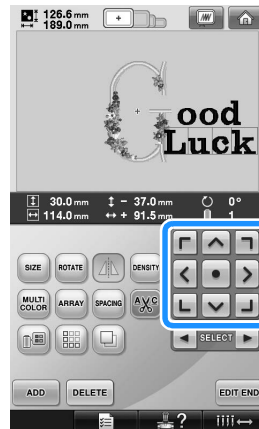 126.6 mm
189.0 mm
ood
Luck
30.0 mm - 37.0 mm 0°
114.0 mm + 91.5 mm 1
SIZE ROTATE DENSITY
MULTI COLOR ARRAY SPACING A C
SELECT
ADD DELETE EDIT END
?